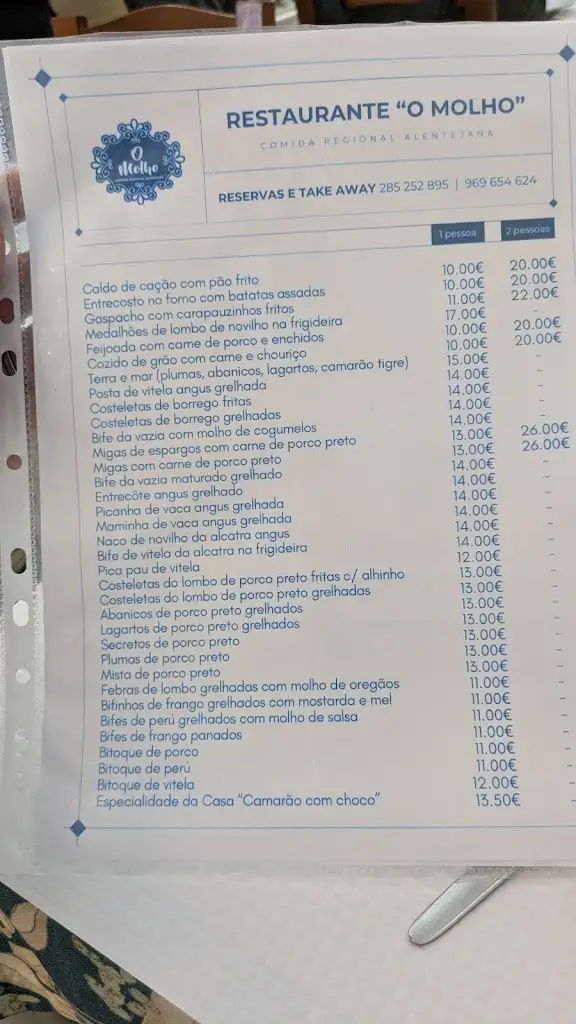 O Molho
RESTAURANTE "O MOLHO"
COMIDA REGIONAL ALENTEJANA
RESERVAS E TAKE AWAY 285 252 895 | 969 654 624
1 pessoa 2 pessoas
Caldo de cação com pão frito 10.00€ 20.00€
Entrecosto no forno com batatas assadas 10.00€ 20.00€
Gaspacho com carapauzinhos fritos 11.00€ 22.00€
Medalhões de lombo de novilho na frigideira 17.00€ -
Feijoada com carne de porco e enchidos 10.00€ 20.00€
Cozido de grão com carne e chouriço 10.00€ 20.00€
Terra e mar (plumas, abanicos, lagartos, camarão tigre) 15.00€ -
Posta de vitela angus grelhada 14.00€ -
Costeletas de borrego fritas 14.00€ -
Costeletas de borrego grelhadas 14.00€ -
Bife da vazia com molho de cogumelos 14.00€ -
Migas de espargos com carne de porco preto 13.00€ 26.00€
Migas com carne de porco preto 13.00€ 26.00€
Bife da vazia maturado grelhado 14.00€ -
Entrecôte angus grelhado 14.00€ -
Picanha de vaca angus grelhada 14.00€ -
Maminha de vaca angus grelhada 14.00€ -
Naco de novilho da alcatra angus 14.00€ -
Bife de vitela da alcatra na frigideira 14.00€ -
Pica pau de vitela 12.00€ -
Costeletas do lombo de porco preto fritas c/ alhinho 13.00€ -
Costeletas do lombo de porco preto grelhadas 13.00€ -
Abanicos de porco preto grelhados 13.00€ -
Lagartos de porco preto grelhados 13.00€ -
Secretos de porco preto 13.00€ -
Plumas de porco preto 13.00€ -
Mista de porco preto 13.00€ -
Febras de lombo grelhadas com molho de oregãos 11.00€ -
Bifinhos de frango grelhados com mostarda e mel 11.00€ -
Bifes de perú grelhados com molho de salsa 11.00€ -
Bifes de frango panados 11.00€ -
Bitoque de porco 11.00€ -
Bitoque de perú 11.00€ -
Bitoque de vitela 12.00€ -
Especialidade da Casa "Camarão com choco" 13.50€ -